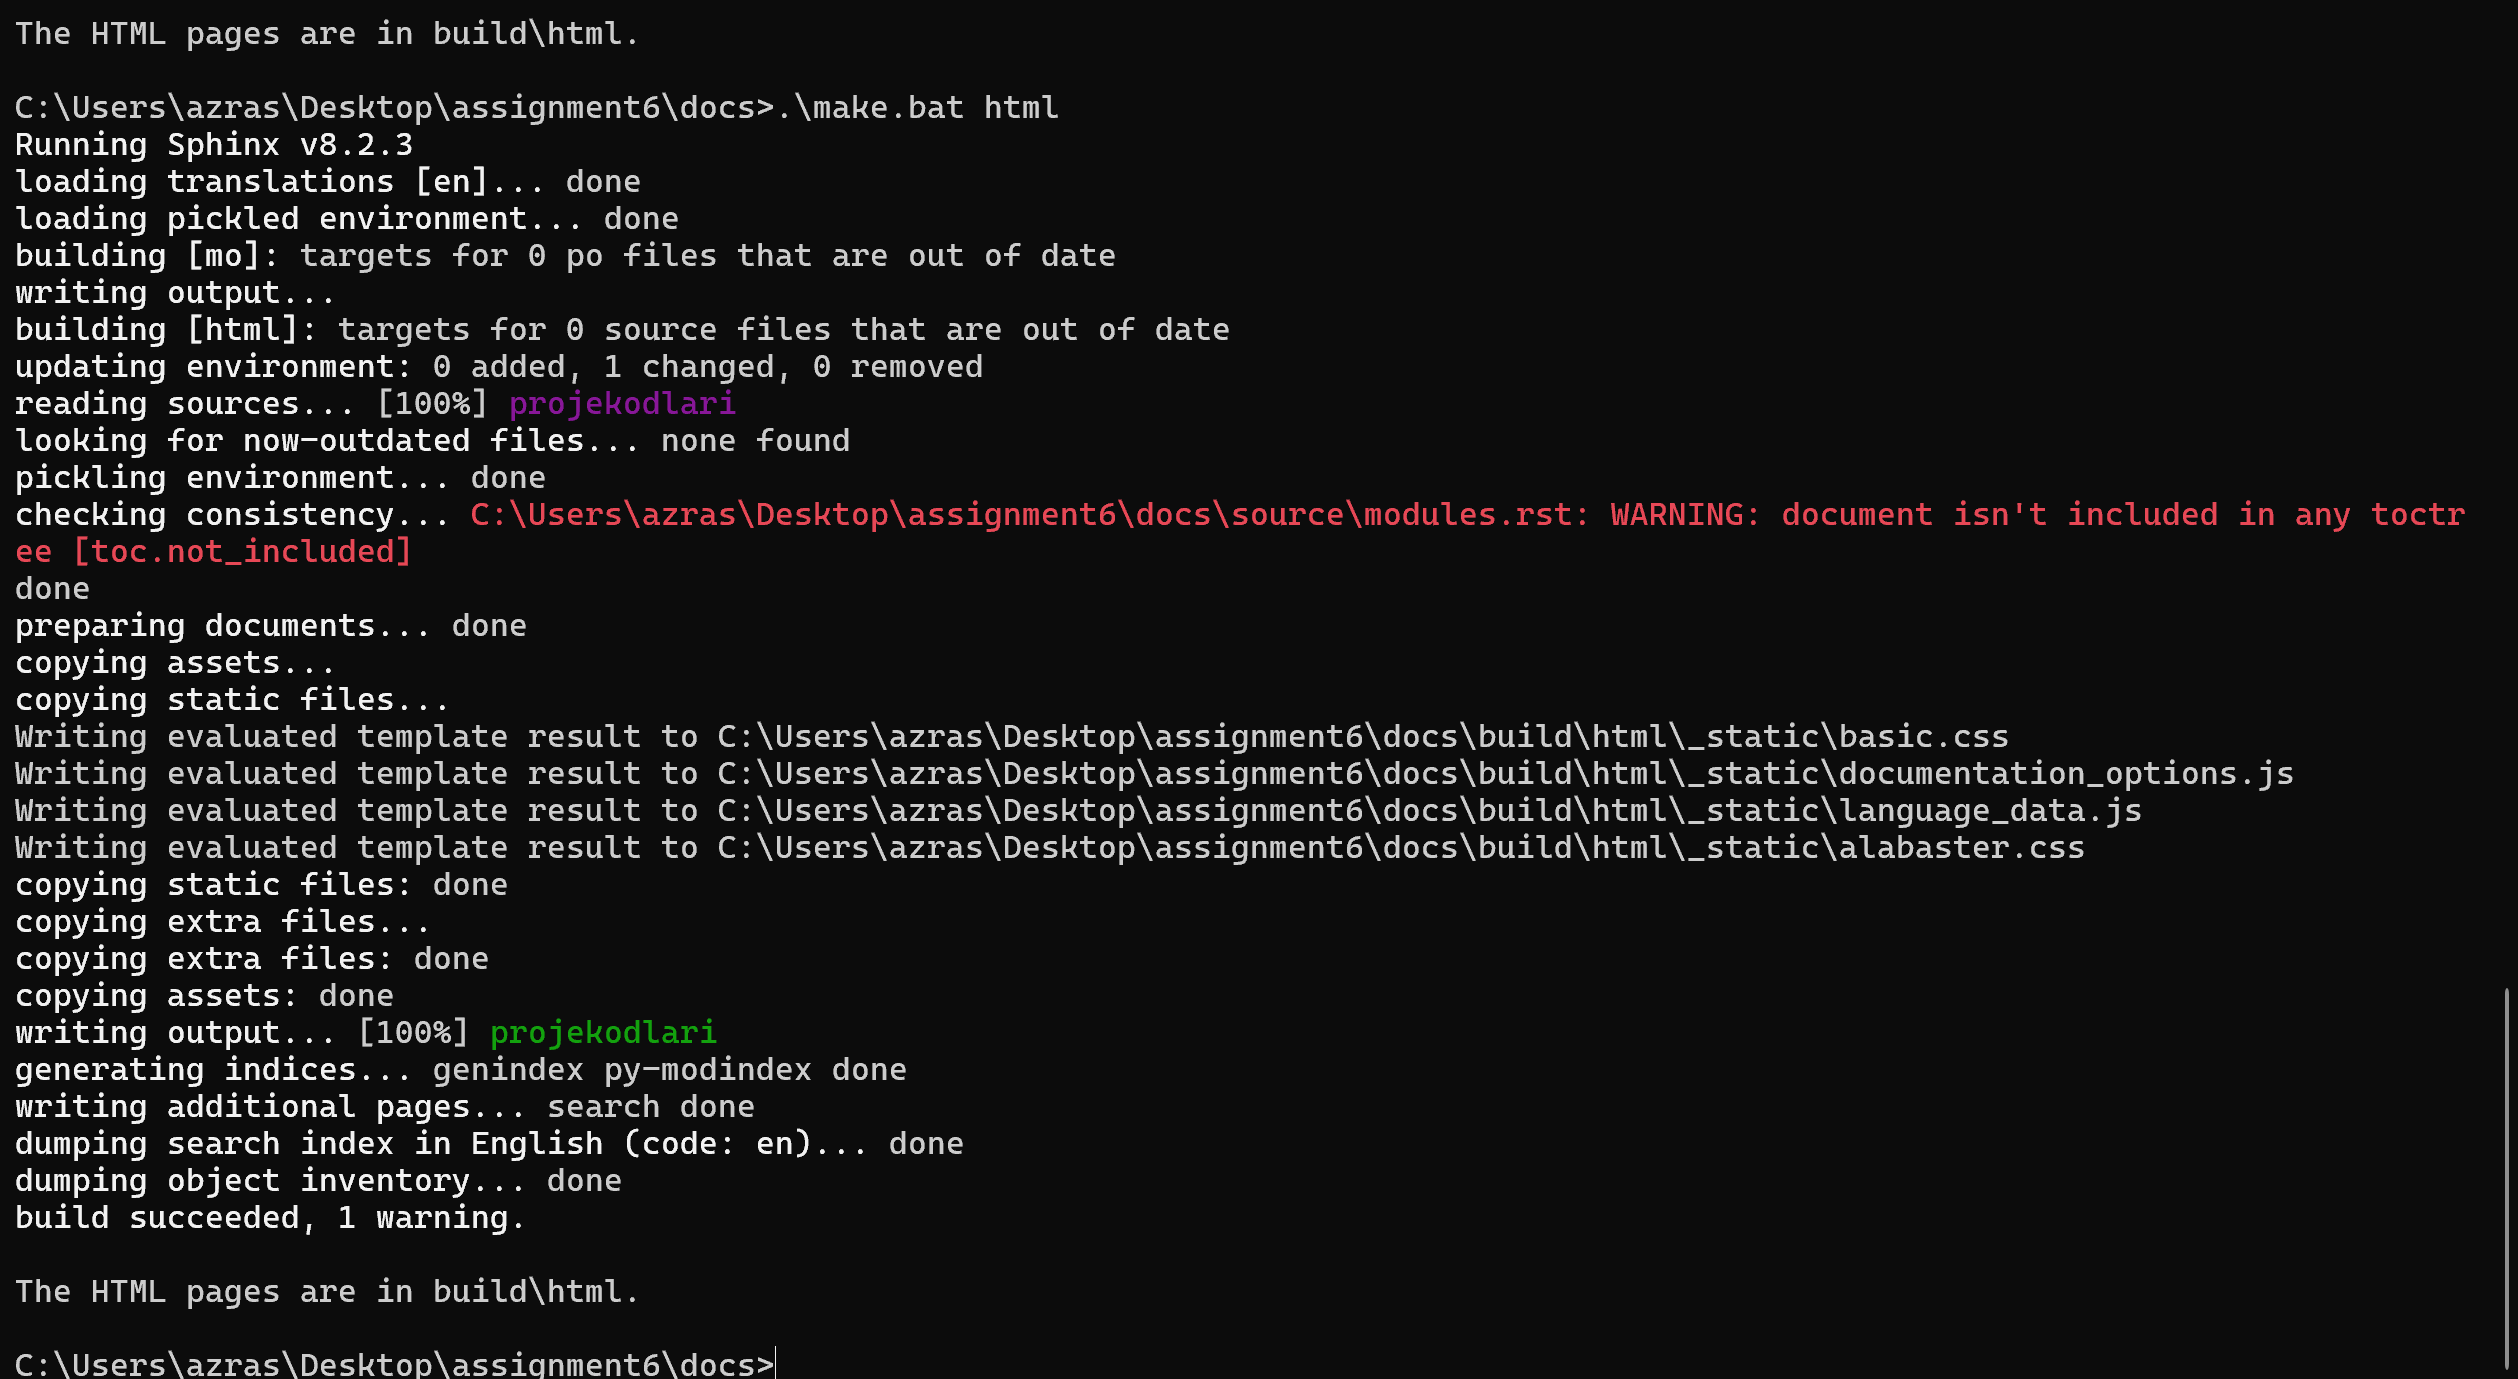 The HTML pages are in build\html.
C:\Users\azras\Desktop\assignment6\docs>.\make.bat html
Running Sphinx v8.2.3
loading translations [en]... done
loading pickled environment... done
building [mo]: targets for 0 po files that are out of date
writing output...
building [html]: targets for 0 source files that are out of date
updating environment: 0 added, 1 changed, 0 removed
reading sources... [100%] projekodlari
looking for now-outdated files... none found
pickling environment... done
checking consistency... C:\Users\azras\Desktop\assignment6\docs\source\modules.rst: WARNING: document isn't included in any toctr
ee [toc.not_included]
done
preparing documents... done
copying assets...
copying static files...
Writing evaluated template result to C:\Users\azras\Desktop\assignment6\docs\build\html\_static\basic.css
Writing evaluated template result to C:\Users\azras\Desktop\assignment6\docs\build\html\_static\documentation_options.js
Writing evaluated template result to C:\Users\azras\Desktop\assignment6\docs\build\html\_static\language_data.js
Writing evaluated template result to C:\Users\azras\Desktop\assignment6\docs\build\html\_static\alabaster.css
copying static files: done
copying extra files...
copying extra files: done
copying assets: done
writing output... [100%] projekodlari
generating indices... genindex py-modindex done
writing additional pages... search done
dumping search index in English (code: en)... done
dumping object inventory... done
build succeeded, 1 warning.
The HTML pages are in build\html.
C:\Users\azras\Desktop\assignment6\docs>